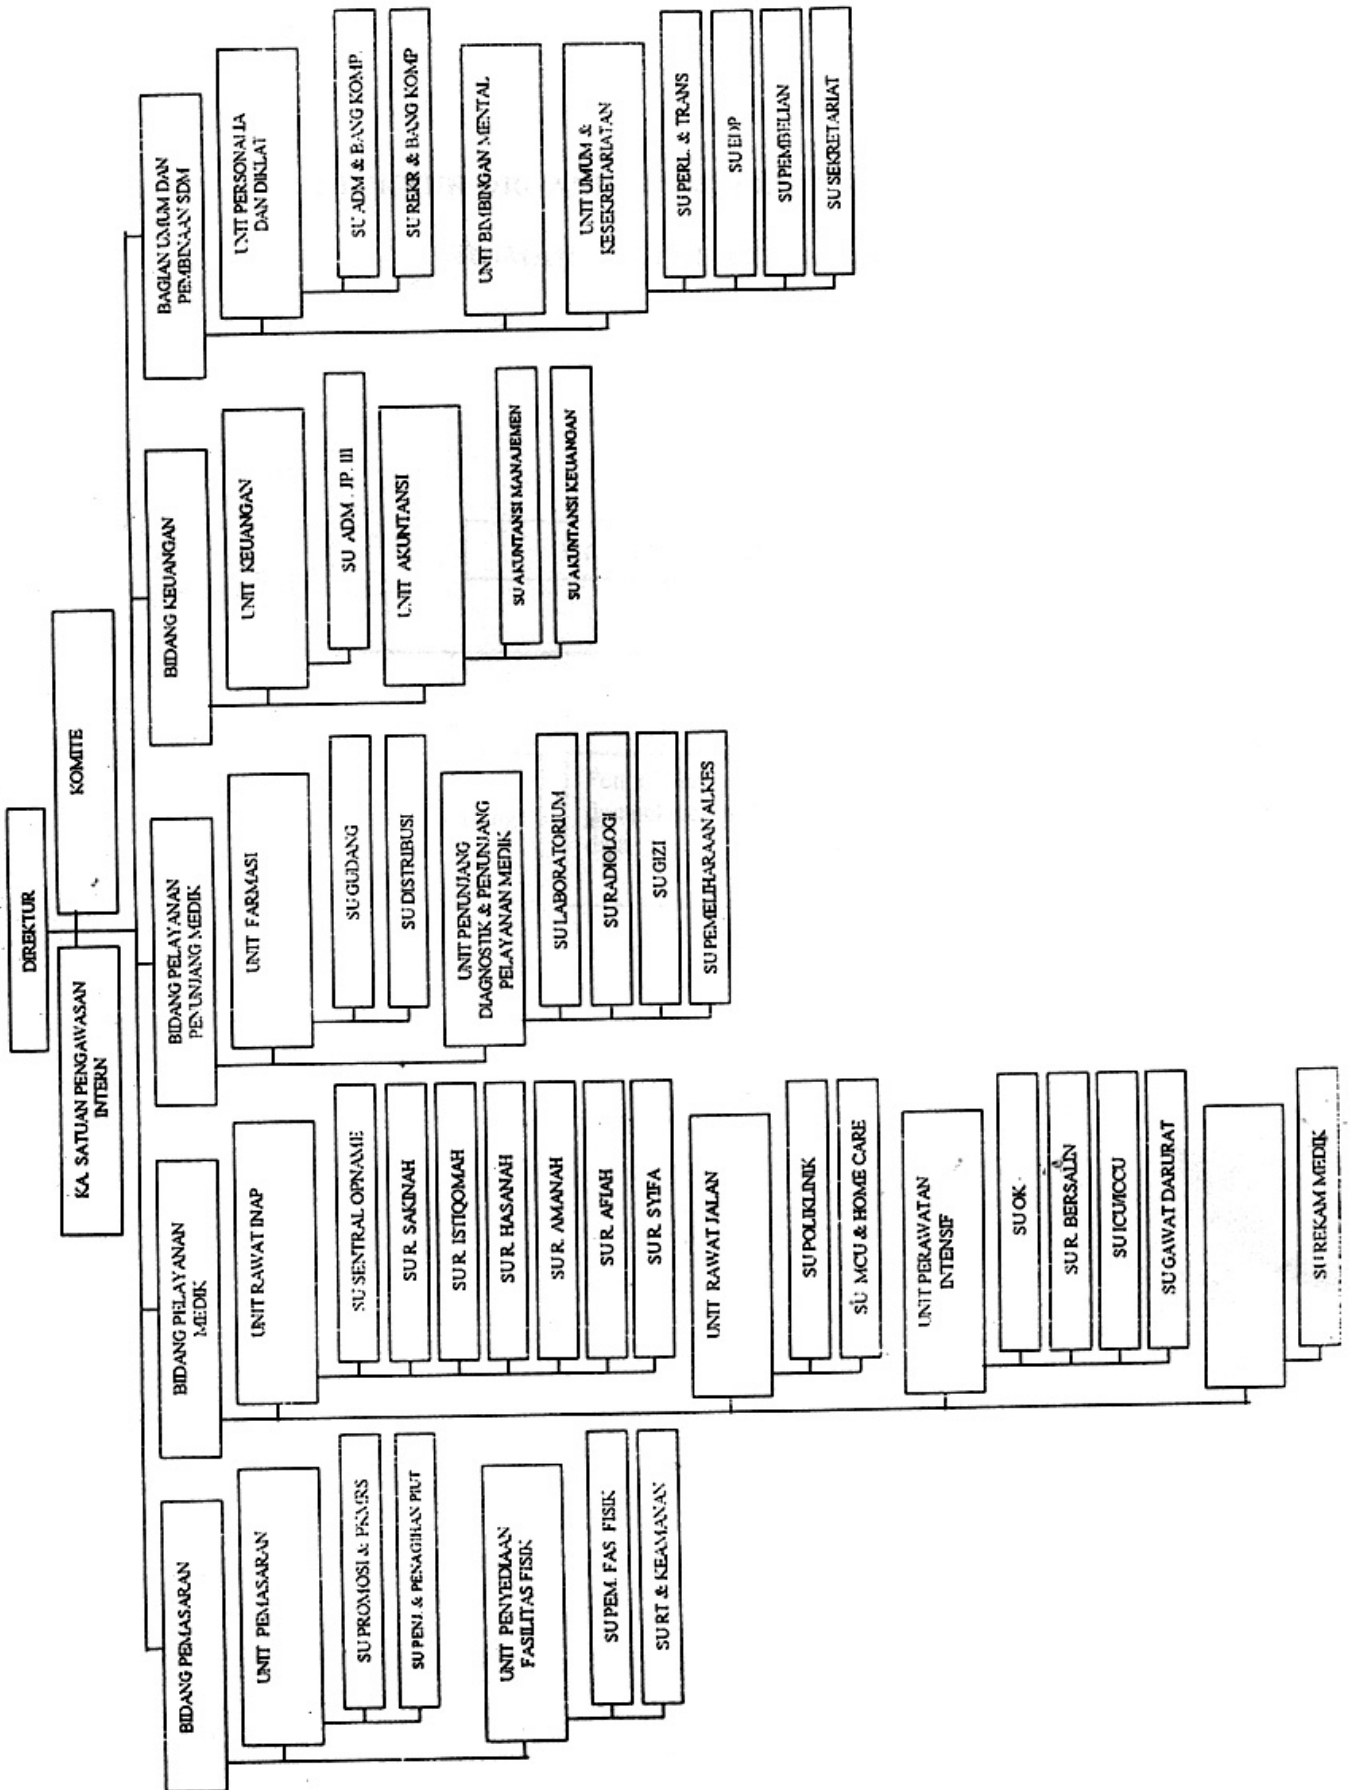 DIREKTUR
KA. SATUAN PENGAWASAN
INTERN
KOMITE
BIDANG PEMASARAN
UNIT PEMASARAN
SU PROMOSI & PKMRS
SU PENJ. & PENAGIHAN PIUT
UNIT PENYEDIAAN
FASILITAS FISIK
SU PEM. FAS FISIK
SU RT & KEAMANAN
BIDANG PELAYANAN
MEDIK
UNIT RAWAT INAP
SU SENTRAL OPNAME
SU R. SAKINAH
SU R. ISTIQOMAH
SU R. HASANAH
SU R. AMANAH
SU R. AFIAH
SU R. SYIFA
UNIT RAWAT JALAN
SU POLIKLINIK
SU MCU & HOME CARE
UNIT PERAWATAN
INTENSIF
SU OK
SU R. BERSALIN
SU ICU/ICCU
SU GAWAT DARURAT
SU REKAM MEDIK
BIDANG PELAYANAN
PENUNJANG MEDIK
UNIT FARMASI
SU GUDANG
SU DISTRIBUSI
UNIT PENUNJANG
DIAGNOSTIK & PENUNJANG
PELAYANAN MEDIK
SU LABORATORIUM
SU RADIOLOGI
SU GIZI
SU PEMELIHARAAN ALKES
BIDANG KEUANGAN
UNIT KEUANGAN
SU ADM. JP. III
UNIT AKUNTANSI
SU AKUNTANSI MANAJEMEN
SU AKUNTANSI KEUANGAN
BAGIAN UMUM DAN
PEMBINAAN SDM
UNIT PERSONALIA
DAN DIKLAT
SU ADM & BANG KOMP.
SU REKR & BANG KOMP
UNIT BIMBINGAN MENTAL
UNIT UMUM &
KESEKRETARIATAN
SU PERL. & TRANS
SU EDP
SU PEMBELIAN
SU SEKRETARIAT